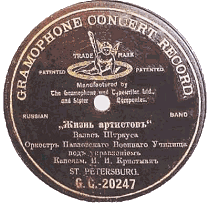 GRAMOPHONE CONCERT RECORD.
TRADE MARK
PATENTED PATENTED
Manufactured by
The Gramophone and Typewriter Ltd.,
and Sister Companies.
RUSSIAN BAND
„Жизнь артистовъ“
Вальсъ Штрауса
Оркестръ Павловскаго Военнаго Училища
подъ управленіемъ
Капельм. И. И. Кристманъ
ST. PETERSBURG.
G.C.-20247